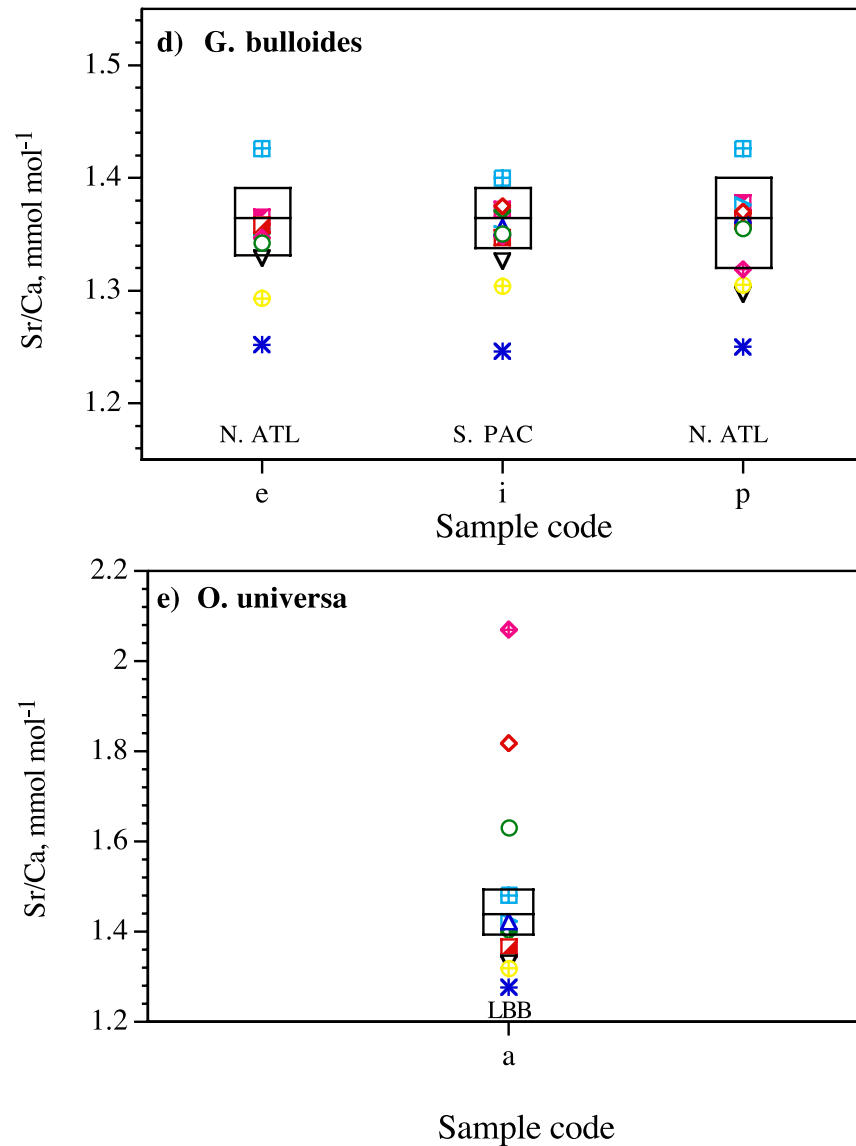 d) G. bulloides
1.5
1.4
1.3
1.2
Sr/Ca, mmol mol-1
N. ATL
S. PAC
N. ATL
e
i
p
Sample code
e) O. universa
2.2
2
1.8
1.6
1.4
1.2
Sr/Ca, mmol mol-1
LBB
a
Sample code